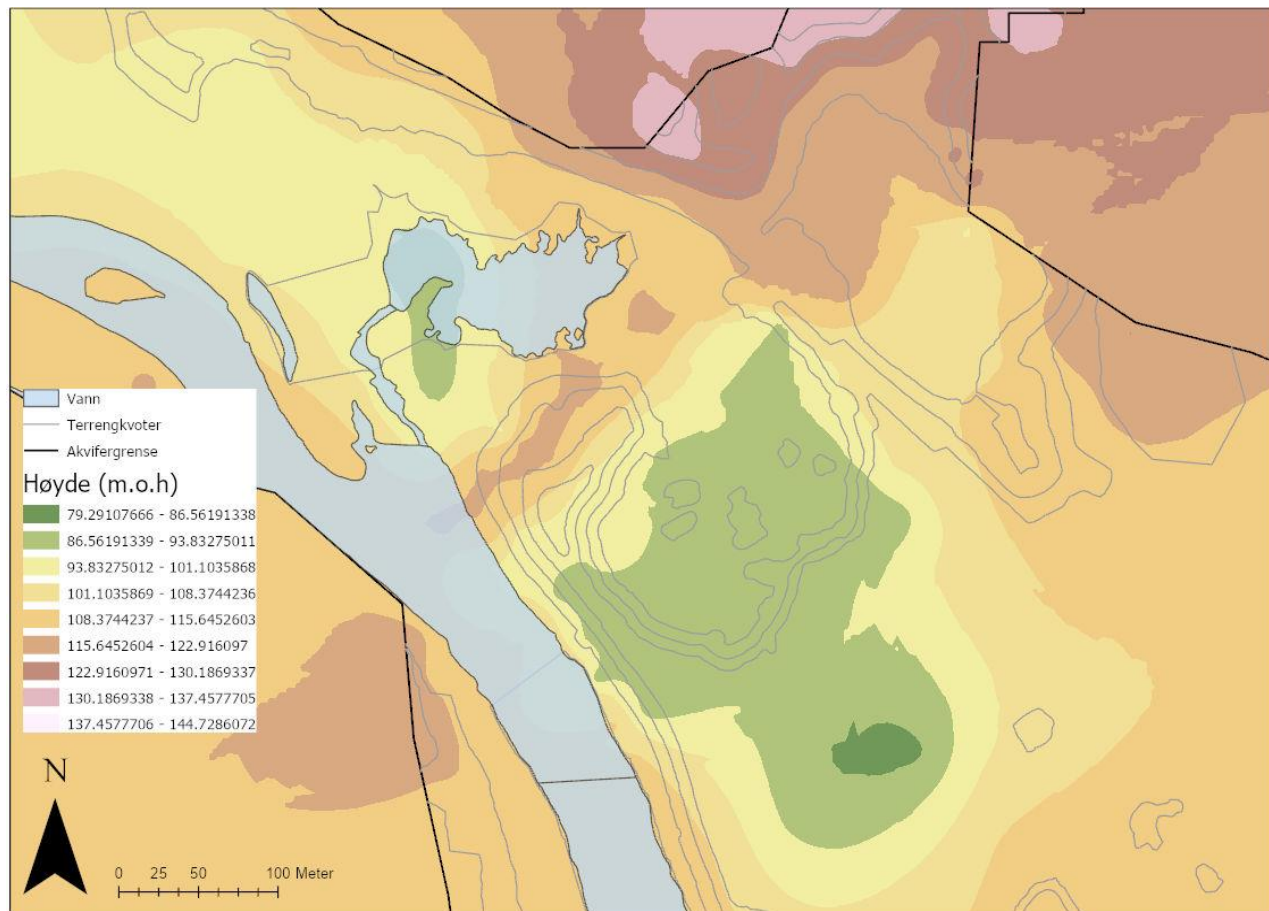 Vann
Terrengkvoter
Akvifergrense
Høyde (m.o.h)
79.29107666 - 86.56191338
86.56191339 - 93.83275011
93.83275012 - 101.1035868
101.1035869 - 108.3744236
108.3744237 - 115.6452603
115.6452604 - 122.916097
122.9160971 - 130.1869337
130.1869338 - 137.4577705
137.4577706 - 144.7286072
N
0 25 50 100 Meter